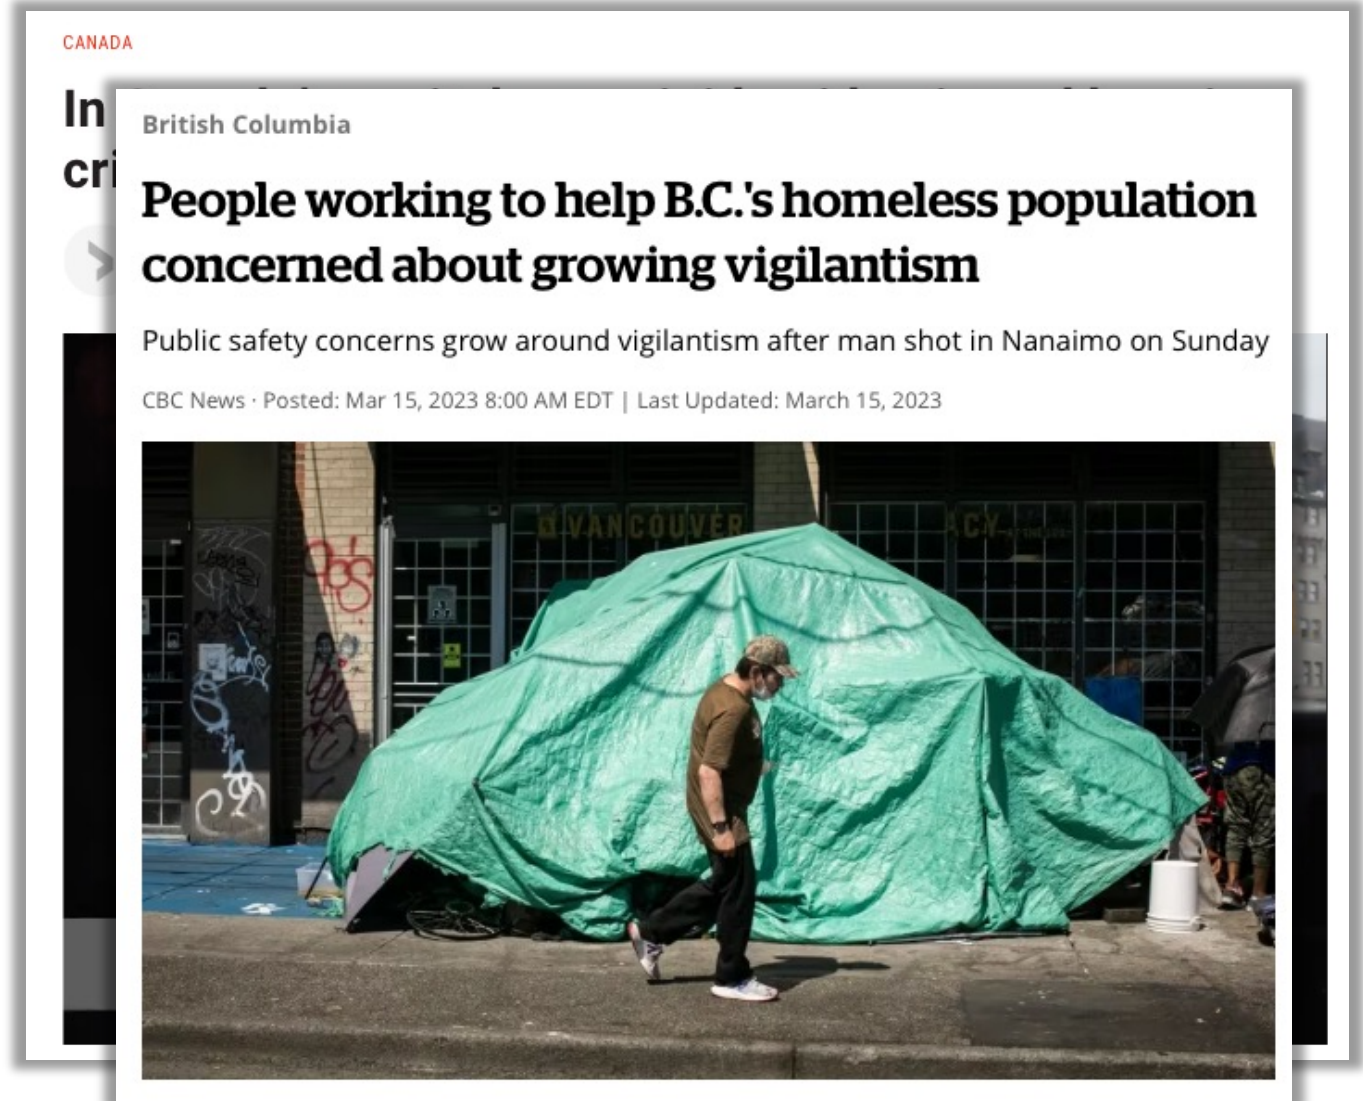 CANADA
In
cri
British Columbia
People working to help B.C.'s homeless population
concerned about growing vigilantism
Public safety concerns grow around vigilantism after man shot in Nanaimo on Sunday
CBC News · Posted: Mar 15, 2023 8:00 AM EDT | Last Updated: March 15, 2023
VANCOUVER
ACY